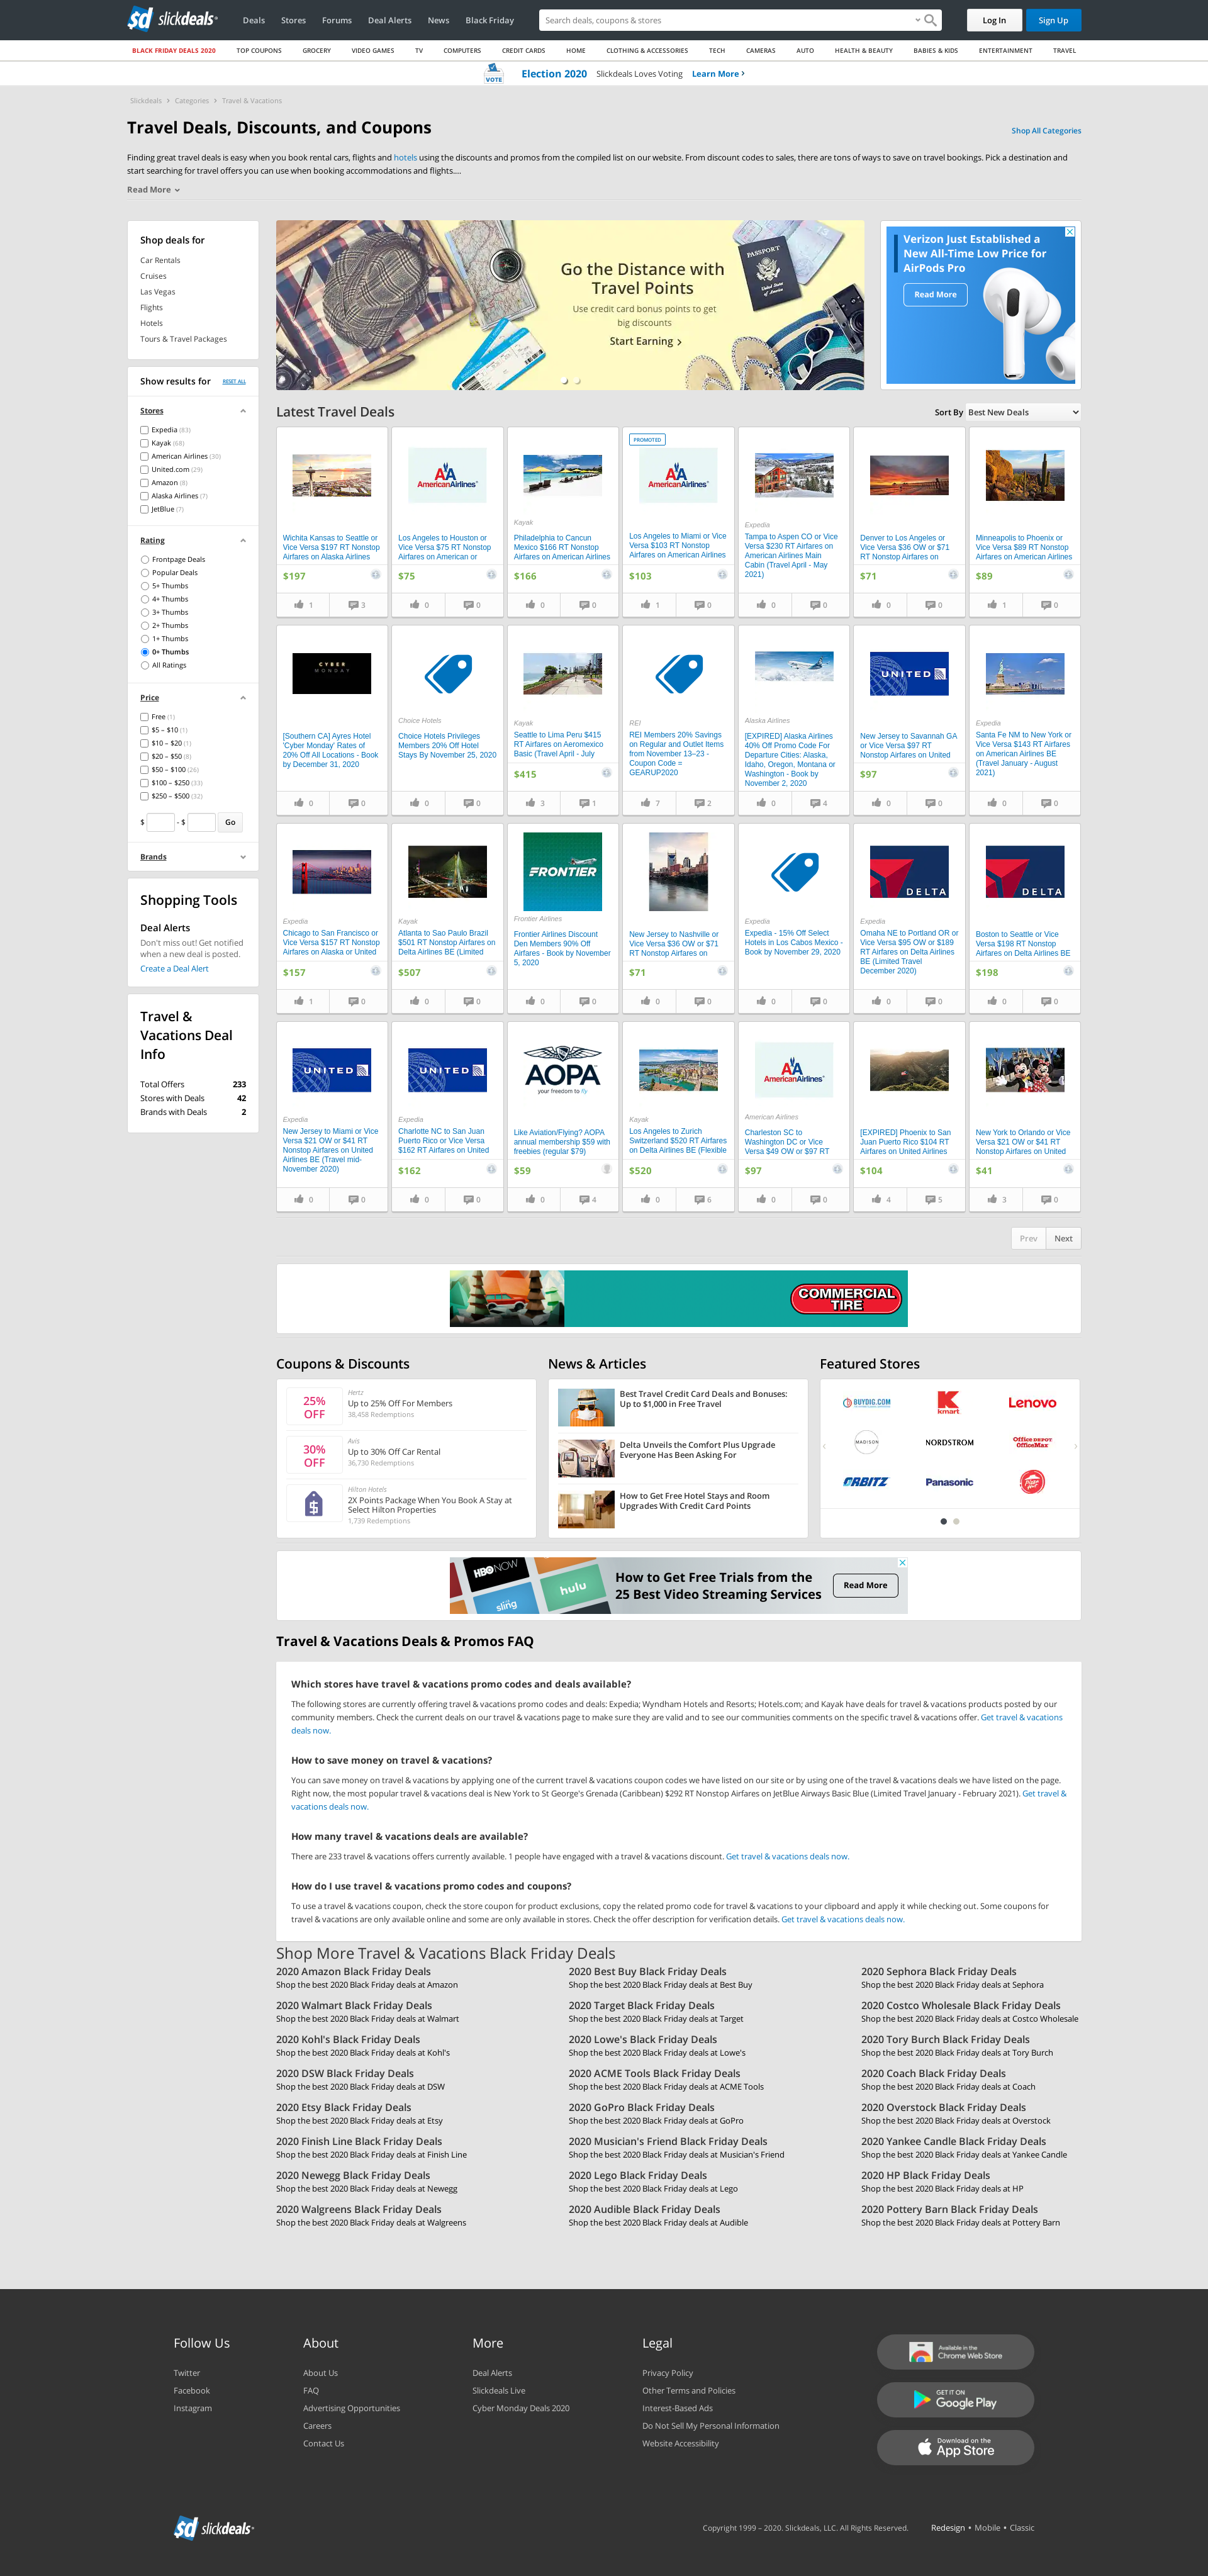 slickdeals
Deals
Stores
Forums
Deal Alerts
News
Black Friday
Search deals, coupons & stores
Log In
Sign Up
BLACK FRIDAY DEALS 2020
TOP COUPONS
GROCERY
VIDEO GAMES
TV
COMPUTERS
CREDIT CARDS
HOME
CLOTHING & ACCESSORIES
TECH
CAMERAS
AUTO
HEALTH & BEAUTY
BABIES & KIDS
ENTERTAINMENT
TRAVEL
VOTE
Election 2020 Slickdeals Loves Voting Learn More
Slickdeals › Categories › Travel & Vacations
Travel Deals, Discounts, and Coupons
Shop All Categories
Finding great travel deals is easy when you book rental cars, flights and hotels using the discounts and promos from the compiled list on our website. From discount codes to sales, there are tons of ways to save on travel bookings. Pick a destination and
start searching for travel offers you can use when booking accommodations and flights....
Read More
Shop deals for
Car Rentals
Cruises
Las Vegas
Flights
Hotels
Tours & Travel Packages
Show results for
RESET ALL
Stores
Expedia (83)
Kayak (68)
American Airlines (30)
United.com (29)
Amazon (8)
Alaska Airlines (7)
JetBlue (7)
Rating
Frontpage Deals
Popular Deals
5+ Thumbs
4+ Thumbs
3+ Thumbs
2+ Thumbs
1+ Thumbs
0+ Thumbs
All Ratings
Price
Free (1)
$5 – $10 (1)
$10 – $20 (1)
$20 – $50 (8)
$50 – $100 (26)
$100 – $250 (33)
$250 – $500 (32)
$ - $ Go
Brands
Shopping Tools
Deal Alerts
Don't miss out! Get notified
when a new deal is posted.
Create a Deal Alert
Travel &
Vacations Deal
Info
Total Offers 233
Stores with Deals 42
Brands with Deals 2
Go the Distance with
Travel Points
Use credit card bonus points to get
big discounts
Start Earning
PASSPORT
Verizon Just Established a
New All-Time Low Price for
AirPods Pro
Read More
Latest Travel Deals
Sort By Best New Deals
Wichita Kansas to Seattle or
Vice Versa $197 RT Nonstop
Airfares on Alaska Airlines
$197
1 3
AmericanAirlines
Los Angeles to Houston or
Vice Versa $75 RT Nonstop
Airfares on American or
$75
0 0
Kayak
Philadelphia to Cancun
Mexico $166 RT Nonstop
Airfares on American Airlines
$166
0 0
PROMOTED
AmericanAirlines
Los Angeles to Miami or Vice
Versa $103 RT Nonstop
Airfares on American Airlines
$103
1 0
Expedia
Tampa to Aspen CO or Vice
Versa $230 RT Airfares on
American Airlines Main
Cabin (Travel April - May
2021)
0 0
Denver to Los Angeles or
Vice Versa $36 OW or $71
RT Nonstop Airfares on
$71
0 0
Minneapolis to Phoenix or
Vice Versa $89 RT Nonstop
Airfares on American Airlines
$89
1 0
CYBER
MONDAY
[Southern CA] Ayres Hotel
'Cyber Monday' Rates of
20% Of All Locations - Book
by December 31, 2020
0 0
Choice Hotels
Choice Hotels Privileges
Members 20% Off Hotel
Stays By November 25, 2020
0 0
Kayak
Seattle to Lima Peru $415
RT Airfares on Aeromexico
Basic (Travel April - July
$415
3 1
REI
REI Members 20% Savings
on Regular and Outlet Items
from November 13–23 -
Coupon Code =
GEARUP2020
7 2
Alaska Airlines
[EXPIRED] Alaska Airlines
40% Off Promo Code For
Departure Cities: Alaska,
Idaho, Oregon, Montana or
Washington - Book by
November 2, 2020
0 4
UNITED
New Jersey to Savannah GA
or Vice Versa $97 RT
Nonstop Airfares on United
$97
0 0
Expedia
Santa Fe NM to New York or
Vice Versa $143 RT Airfares
on American Airlines BE
(Travel January - August
2021)
0 0
Expedia
Chicago to San Francisco or
Vice Versa $157 RT Nonstop
Airfares on Alaska or United
$157
1 0
Kayak
Atlanta to Sao Paulo Brazil
$501 RT Nonstop Airfares on
Delta Airlines BE (Limited
$507
0 0
FRONTIER
Frontier Airlines
Frontier Airlines Discount
Den Members 90% Off
Airfares - Book by November
5, 2020
0 0
New Jersey to Nashville or
Vice Versa $36 OW or $71
RT Nonstop Airfares on
$71
0 0
Expedia
Expedia - 15% Off Select
Hotels in Los Cabos Mexico -
Book by November 29, 2020
0 0
DELTA
Expedia
Omaha NE to Portland OR or
Vice Versa $95 OW or $189
RT Airfares on Delta Airlines
BE (Limited Travel
December 2020)
0 0
DELTA
Boston to Seattle or Vice
Versa $198 RT Nonstop
Airfares on Delta Airlines BE
$198
0 0
UNITED
Expedia
New Jersey to Miami or Vice
Versa $21 OW or $41 RT
Nonstop Airfares on United
Airlines BE (Travel mid-
November 2020)
0 0
UNITED
Expedia
Charlotte NC to San Juan
Puerto Rico or Vice Versa
$162 RT Airfares on United
$162
0 0
AOPA
your freedom to fly
Like Aviation/Flying? AOPA
annual membership $59 with
freebies (regular $79)
$59
0 4
Kayak
Los Angeles to Zurich
Switzerland $520 RT Airfares
on Delta Airlines BE (Flexible
$520
0 6
AmericanAirlines
American Airlines
Charleston SC to
Washington DC or Vice
Versa $49 OW or $97 RT
$97
0 0
[EXPIRED] Phoenix to San
Juan Puerto Rico $104 RT
Airfares on United Airlines
$104
4 5
New York to Orlando or Vice
Versa $21 OW or $41 RT
Nonstop Airfares on United
$41
3 0
Prev Next
COMMERCIAL
TIRE
Coupons & Discounts
25%
OFF
Hertz
Up to 25% Off For Members
38,458 Redemptions
30%
OFF
Avis
Up to 30% Off Car Rental
36,730 Redemptions
Hilton Hotels
2X Points Package When You Book A Stay at
Select Hilton Properties
1,739 Redemptions
News & Articles
Best Travel Credit Card Deals and Bonuses:
Up to $1,000 in Free Travel
Delta Unveils the Comfort Plus Upgrade
Everyone Has Been Asking For
How to Get Free Hotel Stays and Room
Upgrades With Credit Card Points
Featured Stores
BUYDIG.COM
kmart
Lenovo
MADISON
NORDSTROM
Office DEPOT
OfficeMax
ORBITZ
Panasonic
Pizza Hut
HBO NOW
hulu
sling
How to Get Free Trials from the
25 Best Video Streaming Services
Read More
Travel & Vacations Deals & Promos FAQ
Which stores have travel & vacations promo codes and deals available?
The following stores are currently offering travel & vacations promo codes and deals: Expedia; Wyndham Hotels and Resorts; Hotels.com; and Kayak have deals for travel & vacations products posted by our
community members. Check the current deals on our travel & vacations page to make sure they are valid and to see our communities comments on the specific travel & vacations offer. Get travel & vacations
deals now.
How to save money on travel & vacations?
You can save money on travel & vacations by applying one of the current travel & vacations coupon codes we have listed on our site or by using one of the travel & vacations deals we have listed on the page.
Right now, the most popular travel & vacations deal is New York to St George's Grenada (Caribbean) $292 RT Nonstop Airfares on JetBlue Airways Basic Blue (Limited Travel January - February 2021). Get travel &
vacations deals now.
How many travel & vacations deals are available?
There are 233 travel & vacations offers currently available. 1 people have engaged with a travel & vacations discount. Get travel & vacations deals now.
How do I use travel & vacations promo codes and coupons?
To use a travel & vacations coupon, check the store coupon for product exclusions, copy the related promo code for travel & vacations to your clipboard and apply it while checking out. Some coupons for
travel & vacations are only available online and some are only available in stores. Check the offer description for verification details. Get travel & vacations deals now.
Shop More Travel & Vacations Black Friday Deals
2020 Amazon Black Friday Deals
Shop the best 2020 Black Friday deals at Amazon
2020 Best Buy Black Friday Deals
Shop the best 2020 Black Friday deals at Best Buy
2020 Sephora Black Friday Deals
Shop the best 2020 Black Friday deals at Sephora
2020 Walmart Black Friday Deals
Shop the best 2020 Black Friday deals at Walmart
2020 Target Black Friday Deals
Shop the best 2020 Black Friday deals at Target
2020 Costco Wholesale Black Friday Deals
Shop the best 2020 Black Friday deals at Costco Wholesale
2020 Kohl's Black Friday Deals
Shop the best 2020 Black Friday deals at Kohl's
2020 Lowe's Black Friday Deals
Shop the best 2020 Black Friday deals at Lowe's
2020 Tory Burch Black Friday Deals
Shop the best 2020 Black Friday deals at Tory Burch
2020 DSW Black Friday Deals
Shop the best 2020 Black Friday deals at DSW
2020 ACME Tools Black Friday Deals
Shop the best 2020 Black Friday deals at ACME Tools
2020 Coach Black Friday Deals
Shop the best 2020 Black Friday deals at Coach
2020 Etsy Black Friday Deals
Shop the best 2020 Black Friday deals at Etsy
2020 GoPro Black Friday Deals
Shop the best 2020 Black Friday deals at GoPro
2020 Overstock Black Friday Deals
Shop the best 2020 Black Friday deals at Overstock
2020 Finish Line Black Friday Deals
Shop the best 2020 Black Friday deals at Finish Line
2020 Musician's Friend Black Friday Deals
Shop the best 2020 Black Friday deals at Musician's Friend
2020 Yankee Candle Black Friday Deals
Shop the best 2020 Black Friday deals at Yankee Candle
2020 Newegg Black Friday Deals
Shop the best 2020 Black Friday deals at Newegg
2020 Lego Black Friday Deals
Shop the best 2020 Black Friday deals at Lego
2020 HP Black Friday Deals
Shop the best 2020 Black Friday deals at HP
2020 Walgreens Black Friday Deals
Shop the best 2020 Black Friday deals at Walgreens
2020 Audible Black Friday Deals
Shop the best 2020 Black Friday deals at Audible
2020 Pottery Barn Black Friday Deals
Shop the best 2020 Black Friday deals at Pottery Barn
Follow Us
Twitter
Facebook
Instagram
About
About Us
FAQ
Advertising Opportunities
Careers
Contact Us
More
Deal Alerts
Slickdeals Live
Cyber Monday Deals 2020
Legal
Privacy Policy
Other Terms and Policies
Interest-Based Ads
Do Not Sell My Personal Information
Website Accessibility
Available in the
Chrome Web Store
GET IT ON
Google Play
Download on the
App Store
slickdeals
Copyright 1999 – 2020. Slickdeals, LLC. All Rights Reserved.
Redesign • Mobile • Classic